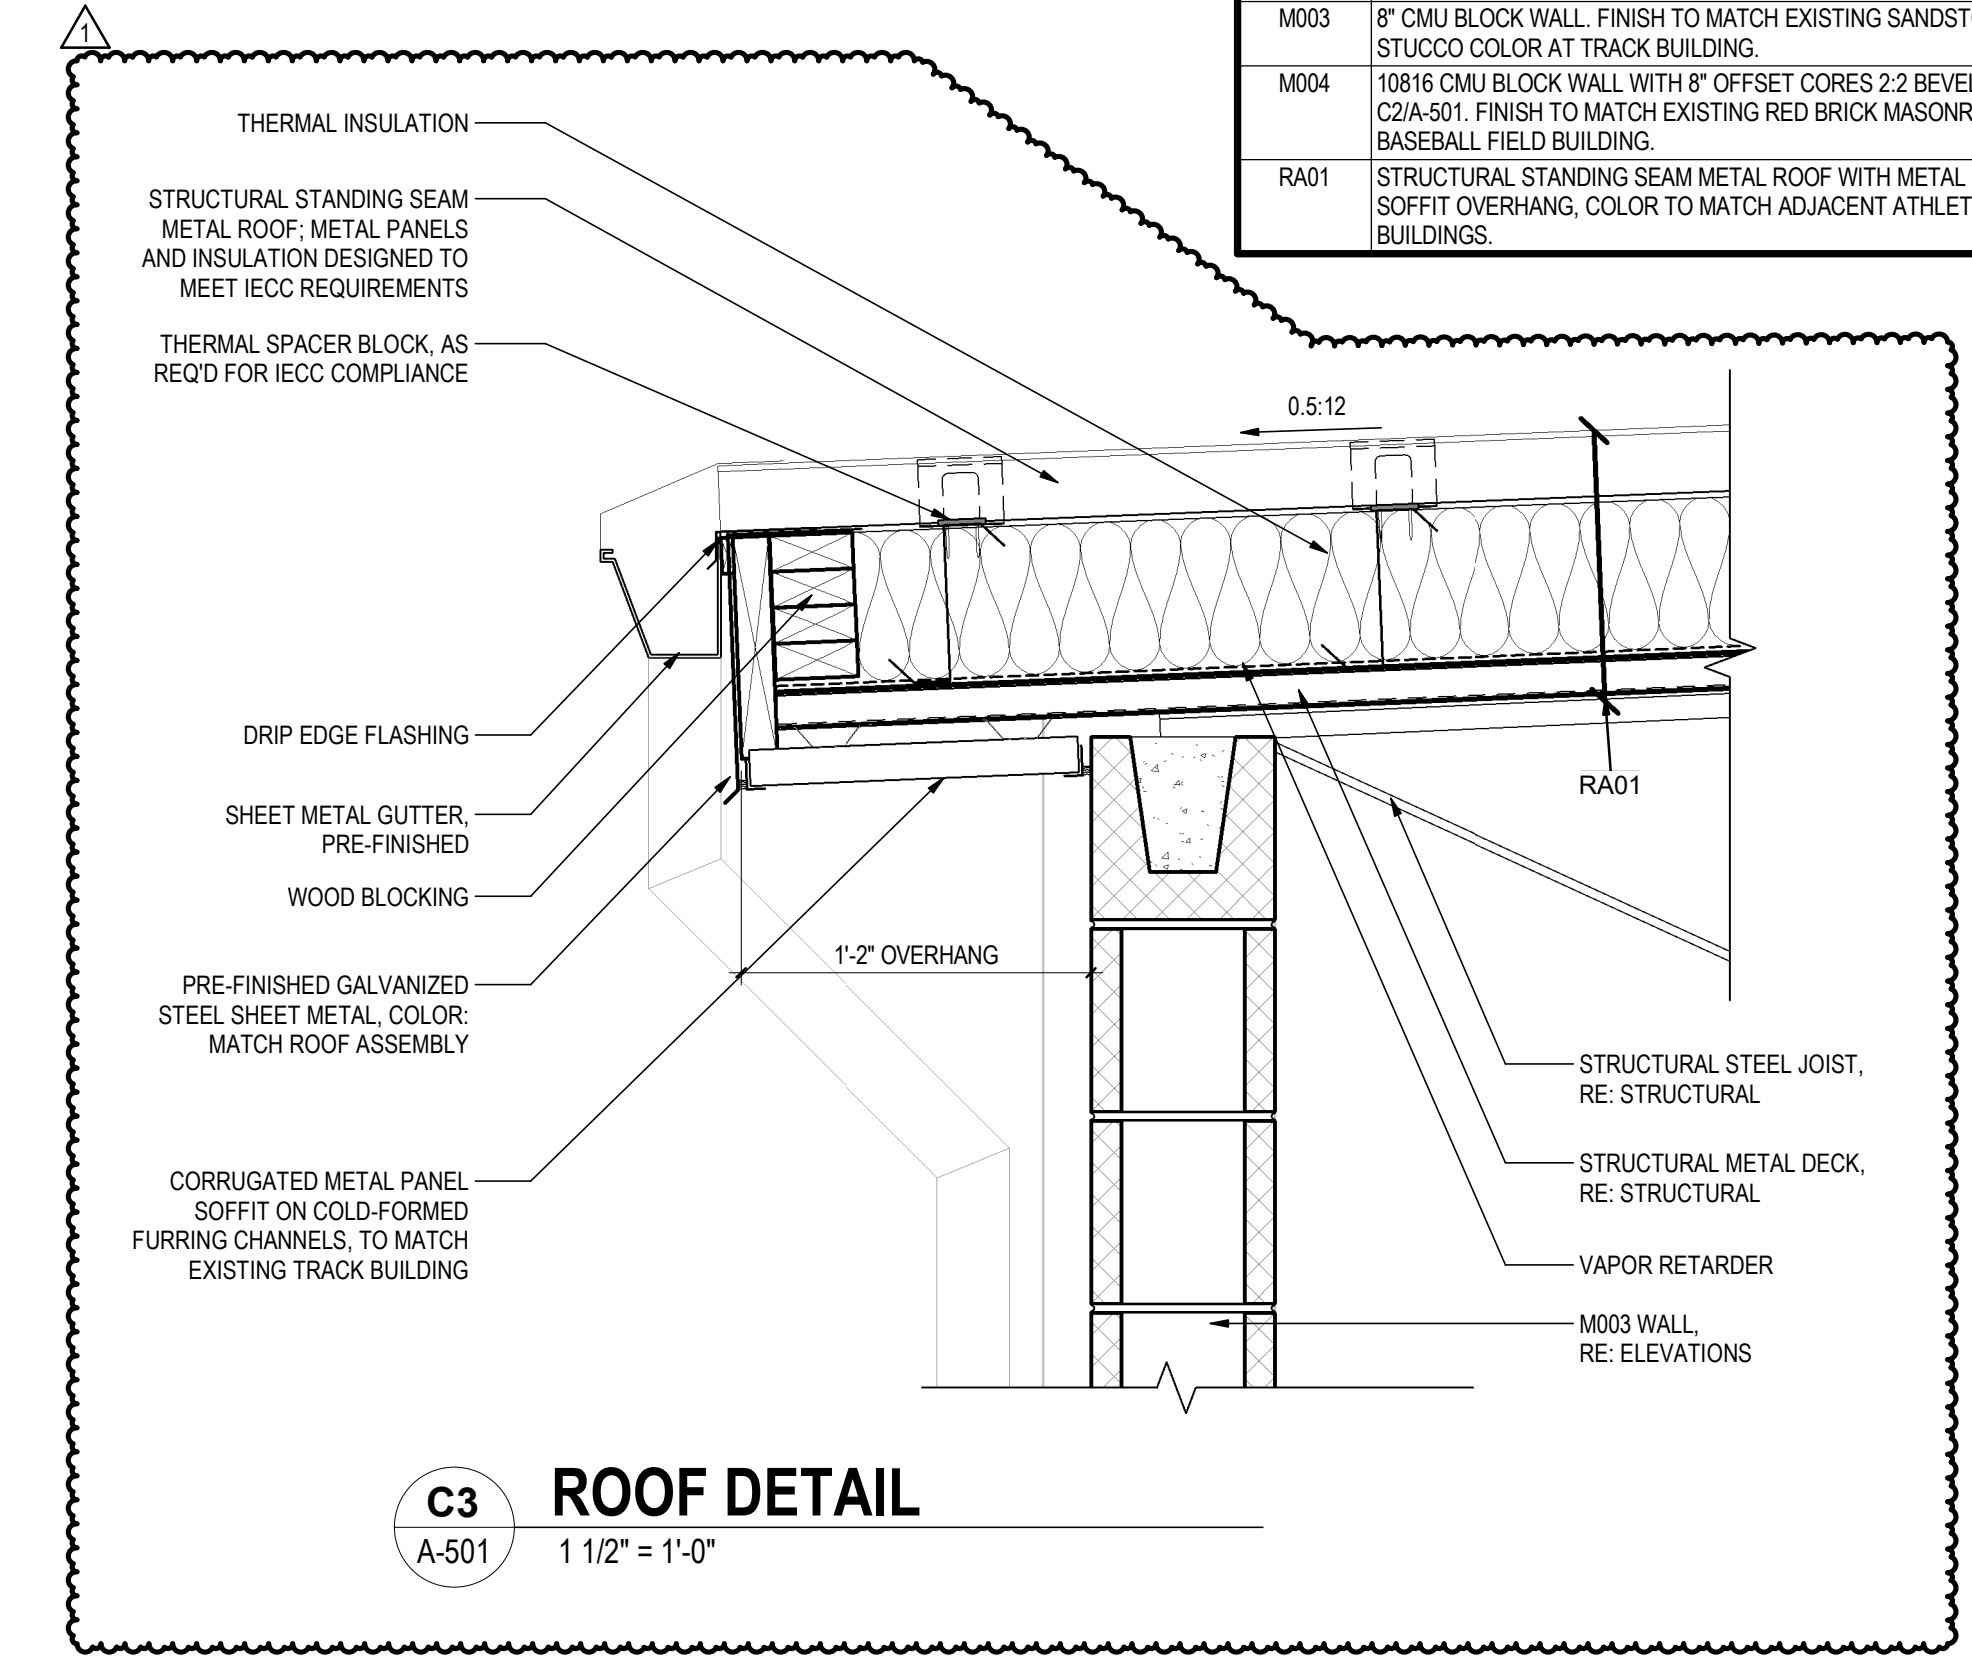 1
M003
8" CMU BLOCK WALL. FINISH TO MATCH EXISTING
STUCCO COLOR AT TRACK BUILDING.
M004
10816 CMU BLOCK WALL WITH 8" OFFSET CORES 2:2
C2/A-501. FINISH TO MATCH EXISTING RED BRICK
BASEBALL FIELD BUILDING.
RA01
STRUCTURAL STANDING SEAM METAL ROOF WITH METAL
SOFFIT OVERHANG, COLOR TO MATCH ADJACENT
BUILDINGS.
THERMAL INSULATION
STRUCTURAL STANDING SEAM
METAL ROOF; METAL PANELS
AND INSULATION DESIGNED TO
MEET IECC REQUIREMENTS
THERMAL SPACER BLOCK, AS
REQ'D FOR IECC COMPLIANCE
0.5:12
DRIP EDGE FLASHING
SHEET METAL GUTTER,
PRE-FINISHED
WOOD BLOCKING
PRE-FINISHED GALVANIZED
STEEL SHEET METAL, COLOR:
MATCH ROOF ASSEMBLY
CORRUGATED METAL PANEL
SOFFIT ON COLD-FORMED
FURRING CHANNELS, TO MATCH
EXISTING TRACK BUILDING
1'-2" OVERHANG
RA01
STRUCTURAL STEEL JOIST,
RE: STRUCTURAL
STRUCTURAL METAL DECK,
RE: STRUCTURAL
VAPOR RETARDER
M003 WALL,
RE: ELEVATIONS
C3
A-501
ROOF DETAIL
1 1/2" = 1'-0"